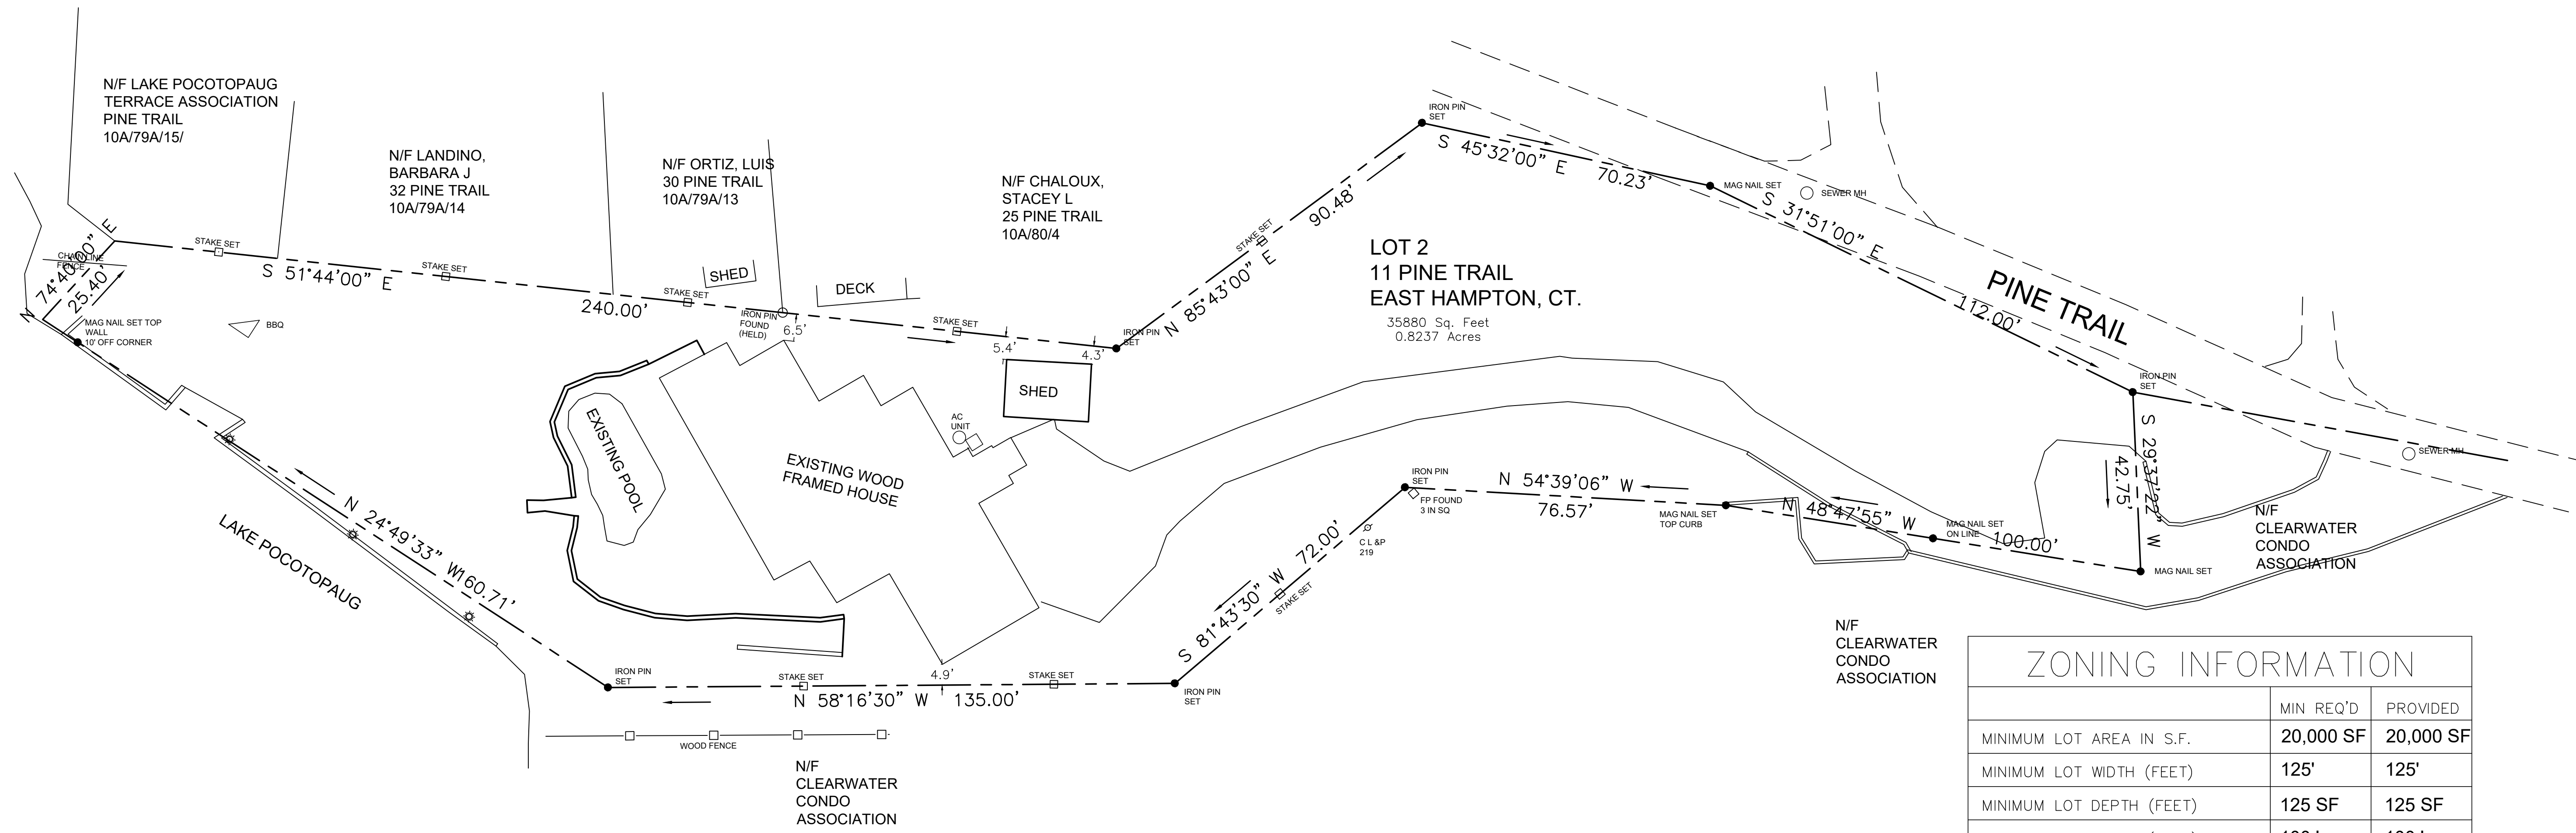 N/F LAKE POCOTOPAUG
TERRACE ASSOCIATION
PINE TRAIL
10A/79A/15/
N/F LANDINO,
BARBARA J
32 PINE TRAIL
10A/79A/14
N/F ORTIZ, LUIS
30 PINE TRAIL
10A/79A/13
N/F CHALOUX,
STACEY L
25 PINE TRAIL
10A/80/4
IRON PIN
SET
S 45°32'00" E 70.23'
MAG NAIL SET
SEWER MH
S 31°51'00" E
112.00'
PINE TRAIL
LOT 2
11 PINE TRAIL
EAST HAMPTON, CT.
35880 Sq. Feet
0.8237 Acres
N 74°40'00" E
25.40'
CHAIN LINE
FENCE
STAKE SET
S 51°44'00" E
STAKE SET
240.00'
SHED
STAKE SET
DECK
IRON PIN
FOUND
(HELD)
6.5'
STAKE SET
5.4'
4.3'
IRON PIN
SET
N 85°43'00" E
90.48'
STAKE SET
MAG NAIL SET TOP
WALL
10' OFF CORNER
BBQ
SHED
AC
UNIT
EXISTING POOL
EXISTING WOOD
FRAMED HOUSE
IRON PIN
SET
S 29°37'22" W
42.75'
SEWER MH
IRON PIN
SET
FP FOUND
3 IN SQ
N 54°39'06" W
76.57'
MAG NAIL SET
TOP CURB
N 48°47'55" W
100.00'
MAG NAIL SET
ON LINE
MAG NAIL SET
N/F
CLEARWATER
CONDO
ASSOCIATION
C L &P
219
S 81°43'30" W 72.00'
STAKE SET
LAKE POCOTOPAUG
N 24°49'33" W160.71'
IRON PIN
SET
STAKE SET
4.9'
STAKE SET
N 58°16'30" W 135.00'
IRON PIN
SET
WOOD FENCE
N/F
CLEARWATER
CONDO
ASSOCIATION
N/F
CLEARWATER
CONDO
ASSOCIATION
ZONING INFORMATION
MIN REQ'D PROVIDED
MINIMUM LOT AREA IN S.F. 20,000 SF 20,000 SF
MINIMUM LOT WIDTH (FEET) 125' 125'
MINIMUM LOT DEPTH (FEET) 125 SF 125 SF